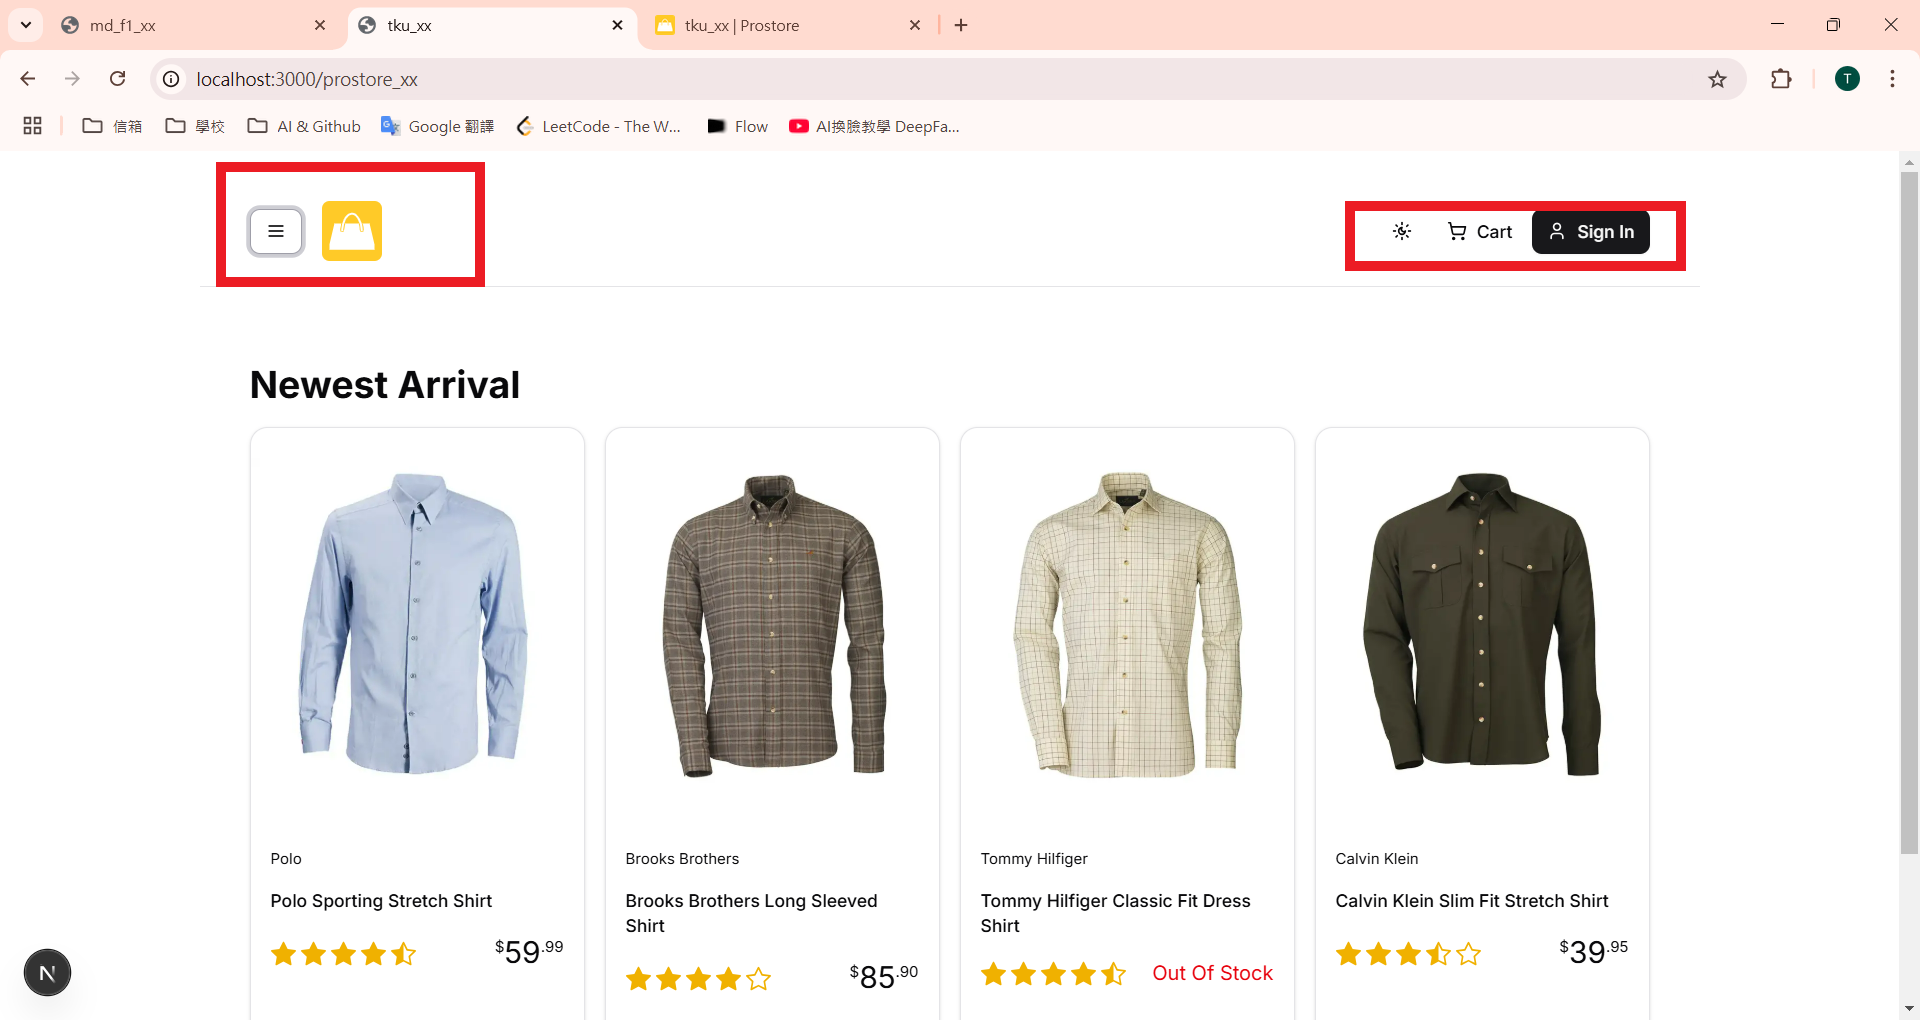 md_f1_xx
tku_xx
tku_xx | Prostore
localhost:3000/prostore_xx
T
信箱
學校
AI & Github
Google 翻譯
LeetCode - The W...
Flow
AI換臉教學 DeepFa...
Cart
Sign In
Newest Arrival
Polo
Polo Sporting Stretch Shirt
$59.99
Brooks Brothers
Brooks Brothers Long Sleeved
Shirt
$85.90
Tommy Hilfiger
Tommy Hilfiger Classic Fit Dress
Shirt
Out Of Stock
Calvin Klein
Calvin Klein Slim Fit Stretch Shirt
$39.95
N